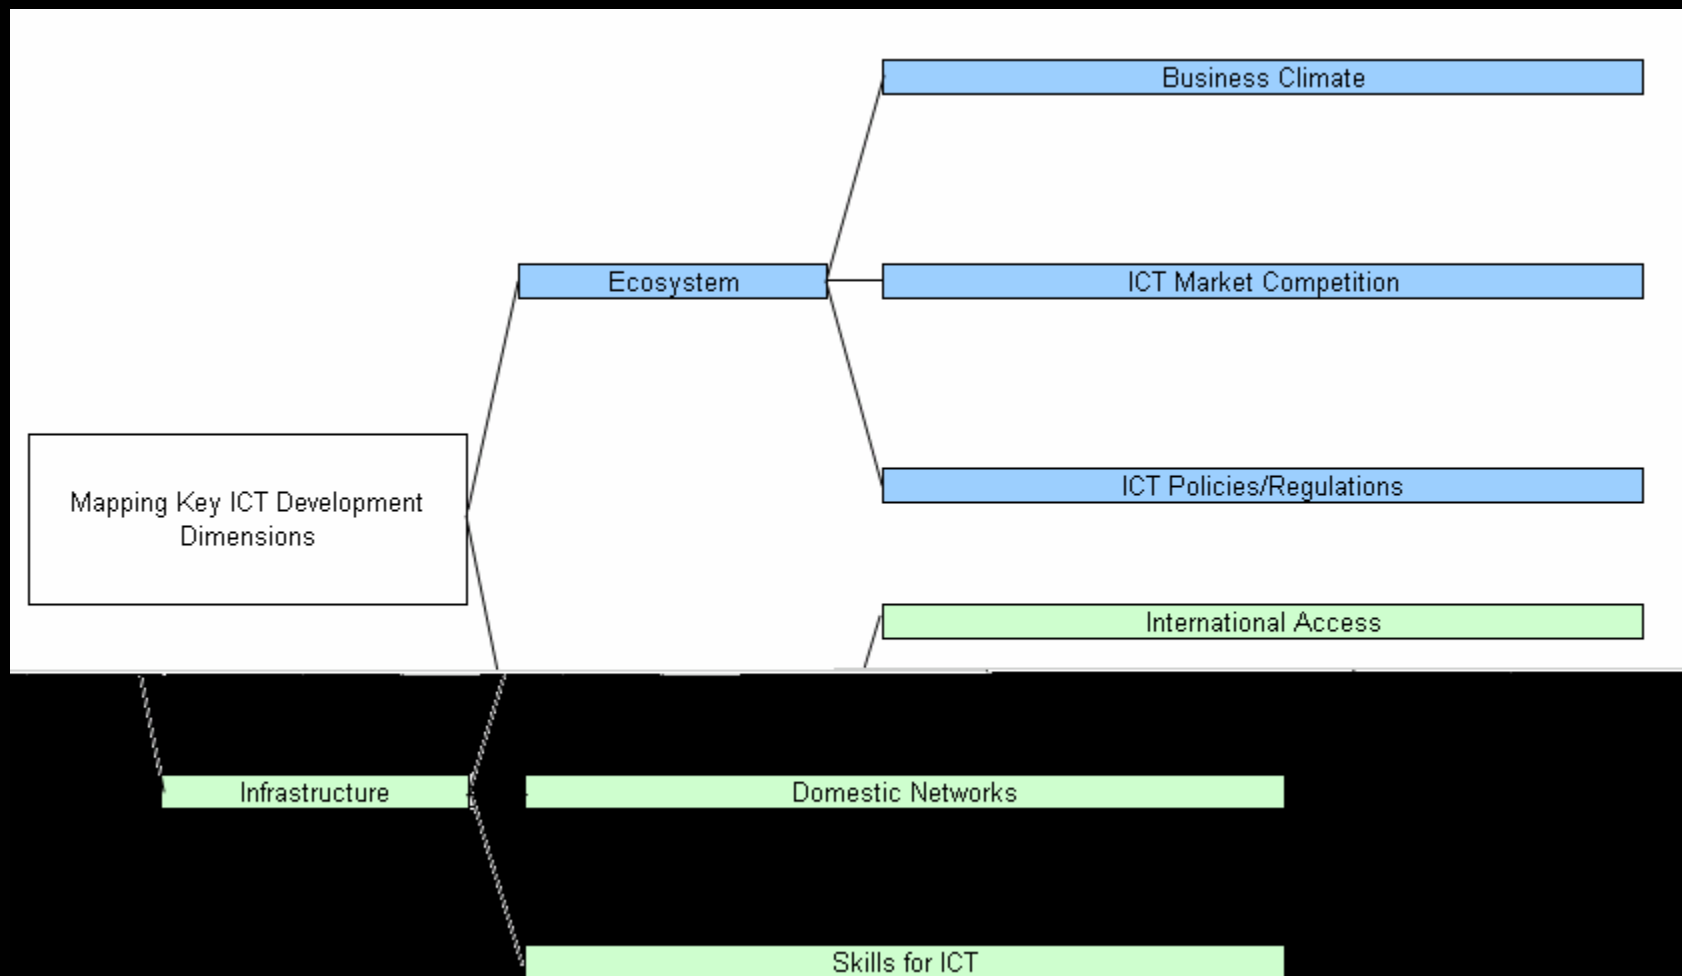 Business Climate
Ecosystem
ICT Market Competition
ICT Policies/Regulations
Mapping Key ICT Development
Dimensions
International Access
Infrastructure
Domestic Networks
Skills for ICT